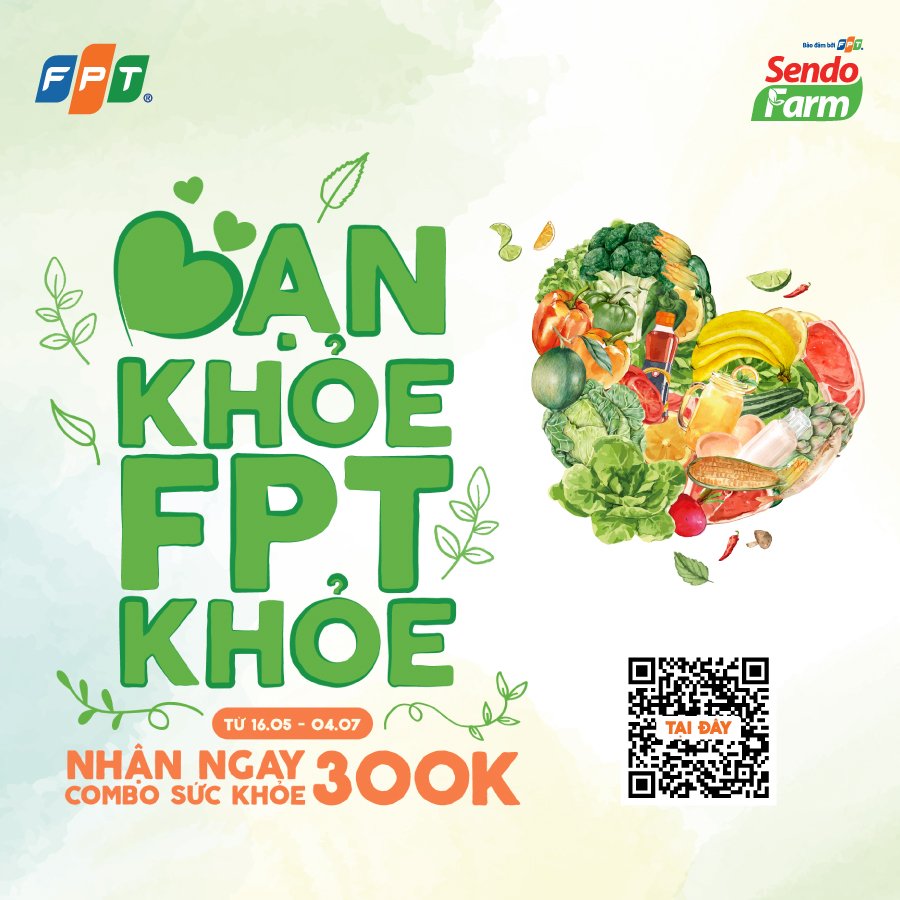 FPT®
Bảo đảm bởi FPT.
Sendo
Farm
BẠN
KHỎE
FPT
KHỎE
TỪ 16.05 - 04.07
NHẬN NGAY
COMBO SỨC KHỎE
300K
TẠI ĐÂY